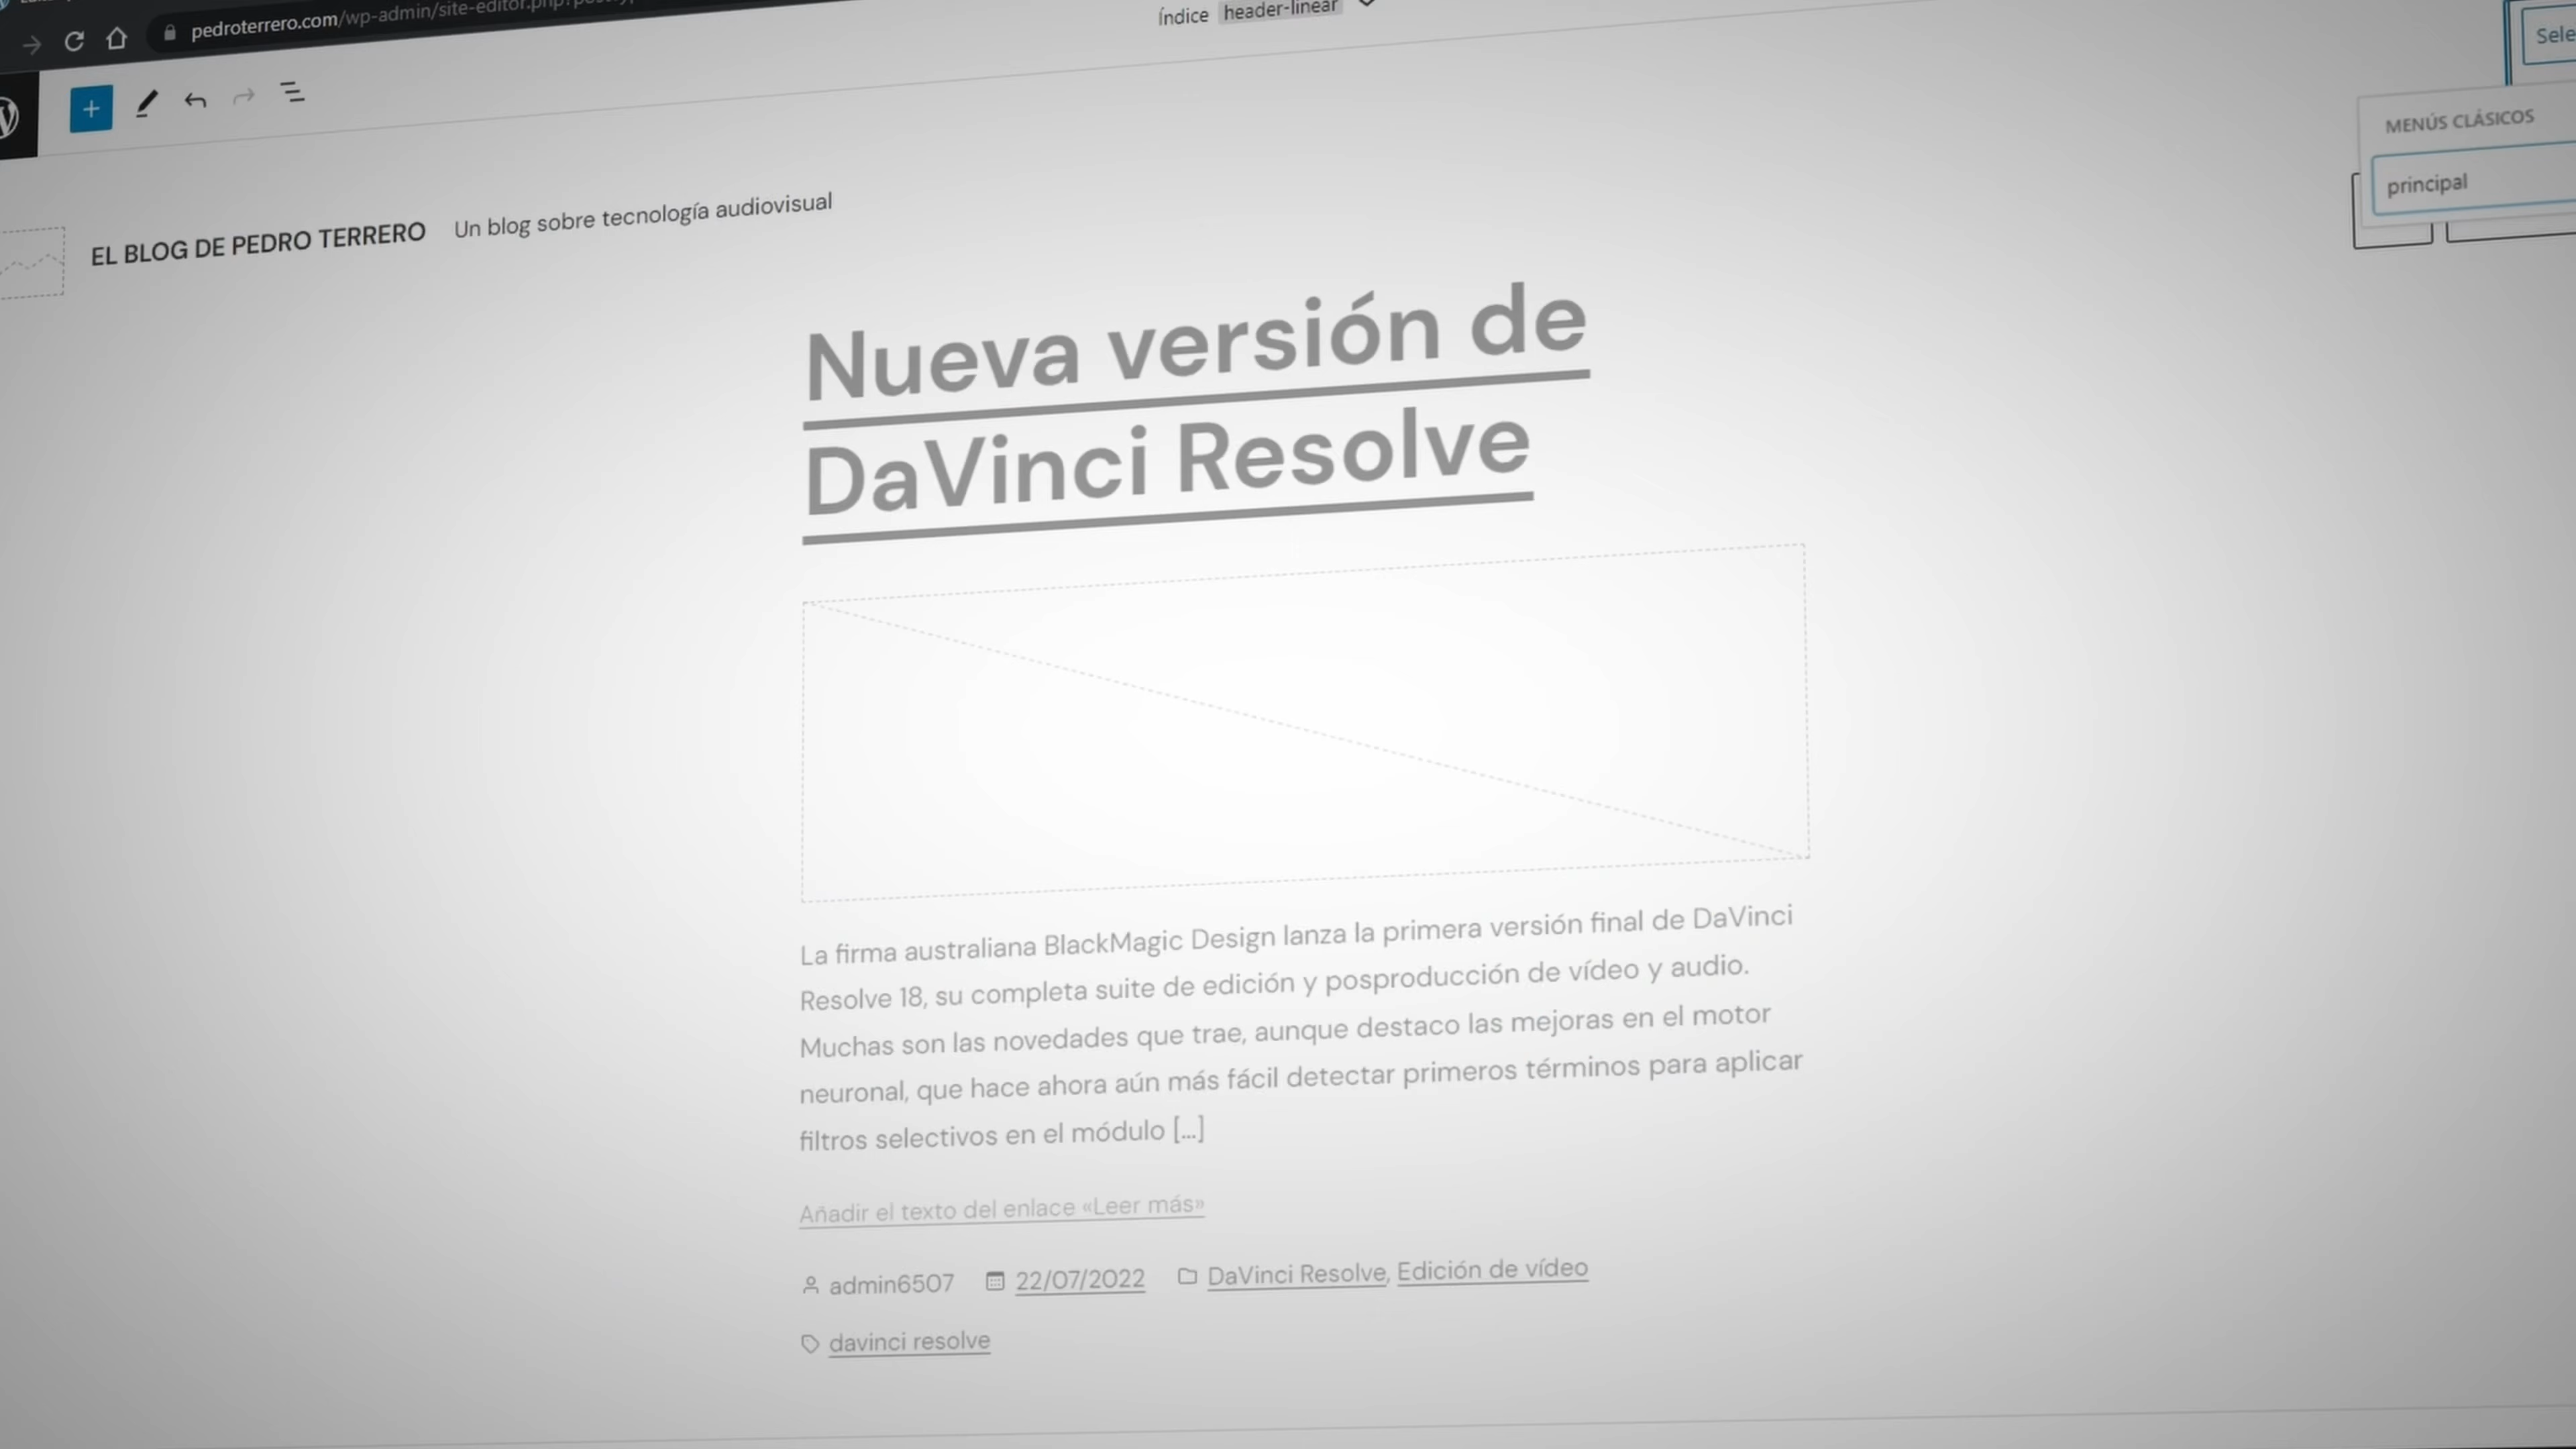 pedroterrero.com/wp-admin/site-editor.php?
Índice header-linear
MENÚS CLÁSICOS
principal
EL BLOG DE PEDRO TERRERO Un blog sobre tecnología audiovisual
Nueva versión de
DaVinci Resolve
La firma australiana BlackMagic Design lanza la primera versión final de DaVinci
Resolve 18, su completa suite de edición y posproducción de vídeo y audio.
Muchas son las novedades que trae, aunque destaco las mejoras en el motor
neuronal, que hace ahora aún más fácil detectar primeros términos para aplicar
filtros selectivos en el módulo [...]
Añadir el texto del enlace «Leer más»
admin6507 22/07/2022 DaVinci Resolve, Edición de vídeo
davinci resolve